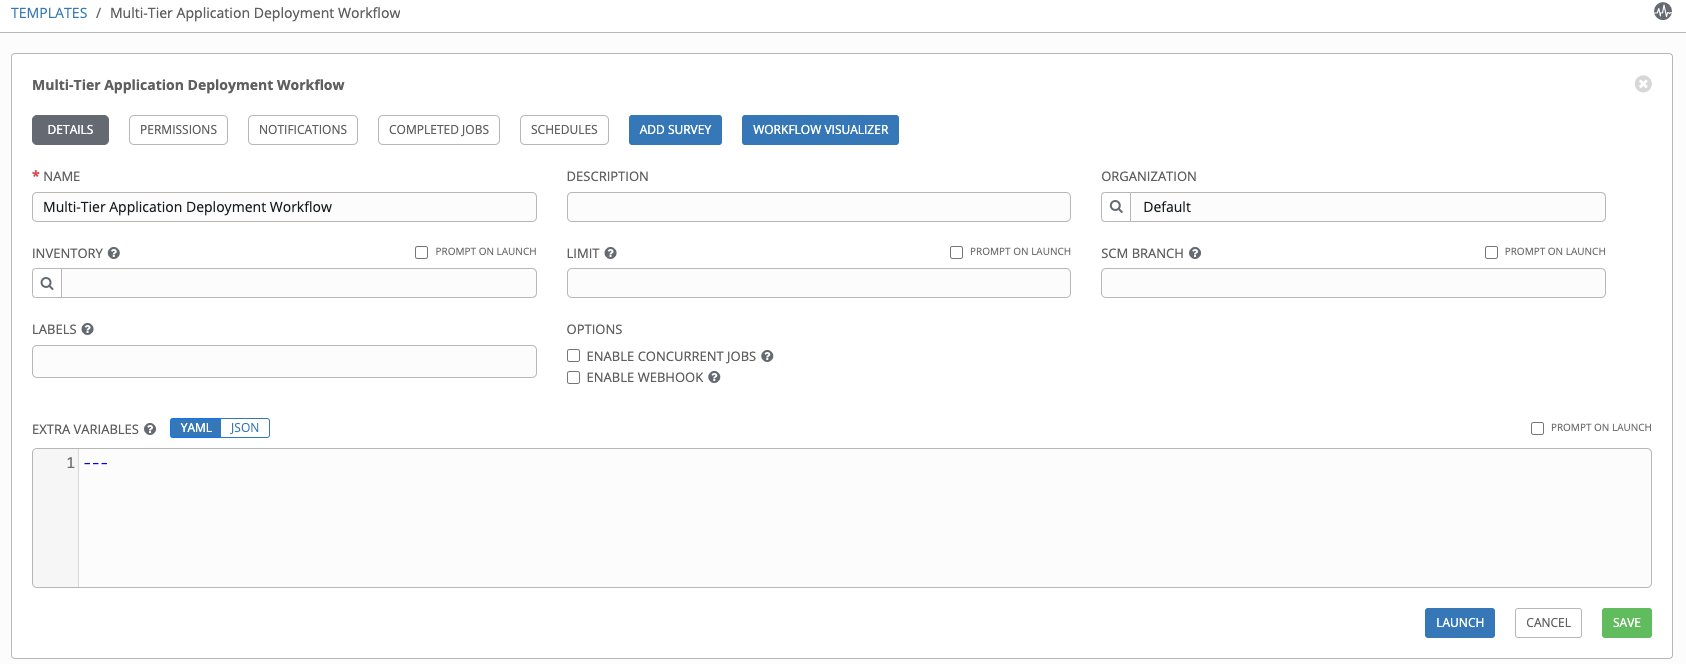 TEMPLATES / Multi-Tier Application Deployment Workflow
Multi-Tier Application Deployment Workflow
DETAILS PERMISSIONS NOTIFICATIONS COMPLETED JOBS SCHEDULES ADD SURVEY WORKFLOW VISUALIZER
* NAME DESCRIPTION ORGANIZATION
Multi-Tier Application Deployment Workflow Default
INVENTORY ? PROMPT ON LAUNCH LIMIT ? PROMPT ON LAUNCH SCM BRANCH ? PROMPT ON LAUNCH
LABELS ? OPTIONS
ENABLE CONCURRENT JOBS ?
ENABLE WEBHOOK ?
EXTRA VARIABLES ? YAML JSON PROMPT ON LAUNCH
1 ---
LAUNCH CANCEL SAVE